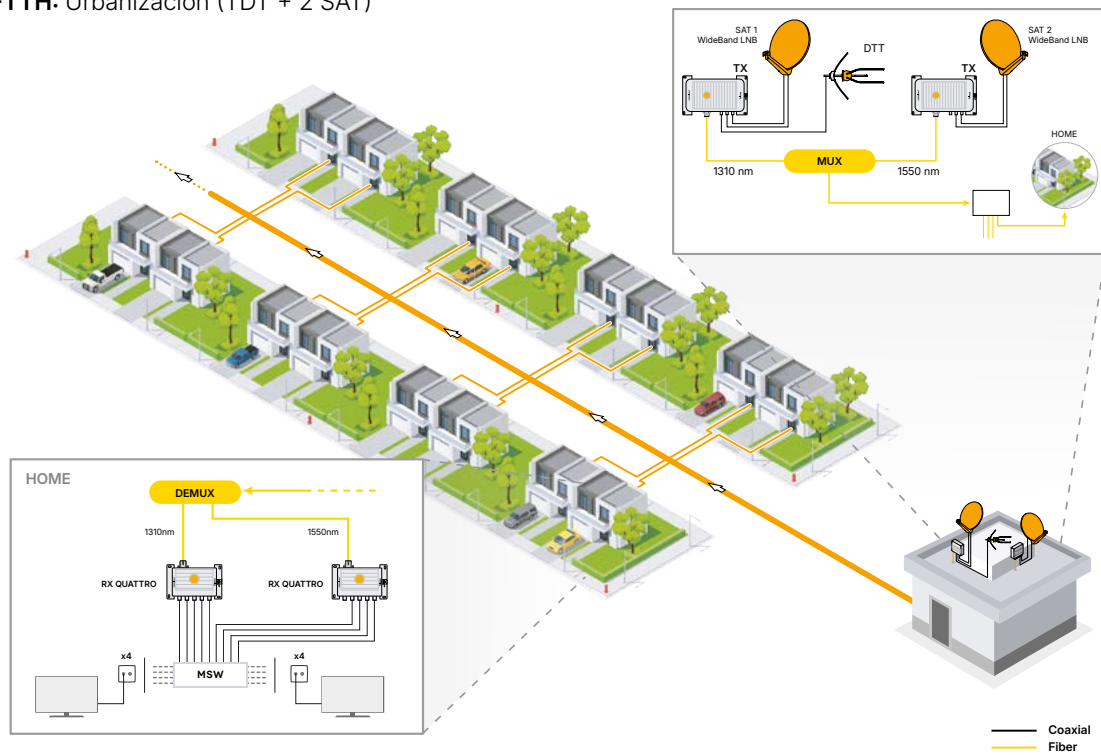 FTTH: Urbanización (TDT + 2 SAT)
SAT 1
WideBand LNB
DTT
SAT 2
WideBand LNB
TX
TX
HOME
MUX
1310 nm
1550 nm
HOME
DEMUX
1310nm
1550nm
RX QUATTRO
RX QUATTRO
x4
x4
MSW
Coaxial
Fiber